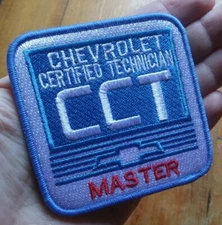 CHEVROLET
CERTIFIED TECHNICIAN
CCT
MASTER